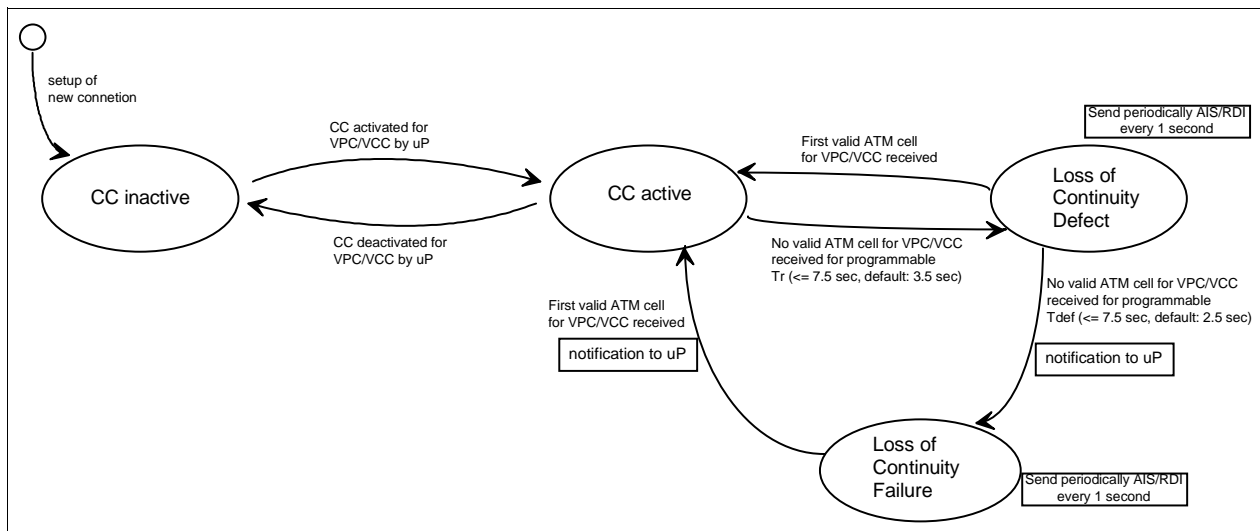 setup of
new connetion
CC inactive
CC activated for
VPC/VCC by uP
CC deactivated for
VPC/VCC by uP
CC active
First valid ATM cell
for VPC/VCC received
No valid ATM cell for VPC/VCC
received for programmable
Tr (<= 7.5 sec, default: 3.5 sec)
Send periodically AIS/RDI
every 1 second
Loss of
Continuity
Defect
No valid ATM cell for VPC/VCC
received for programmable
Tdef (<= 7.5 sec, default: 2.5 sec)
notification to uP
First valid ATM cell
for VPC/VCC received
notification to uP
Loss of
Continuity
Failure
Send periodically AIS/RDI
every 1 second